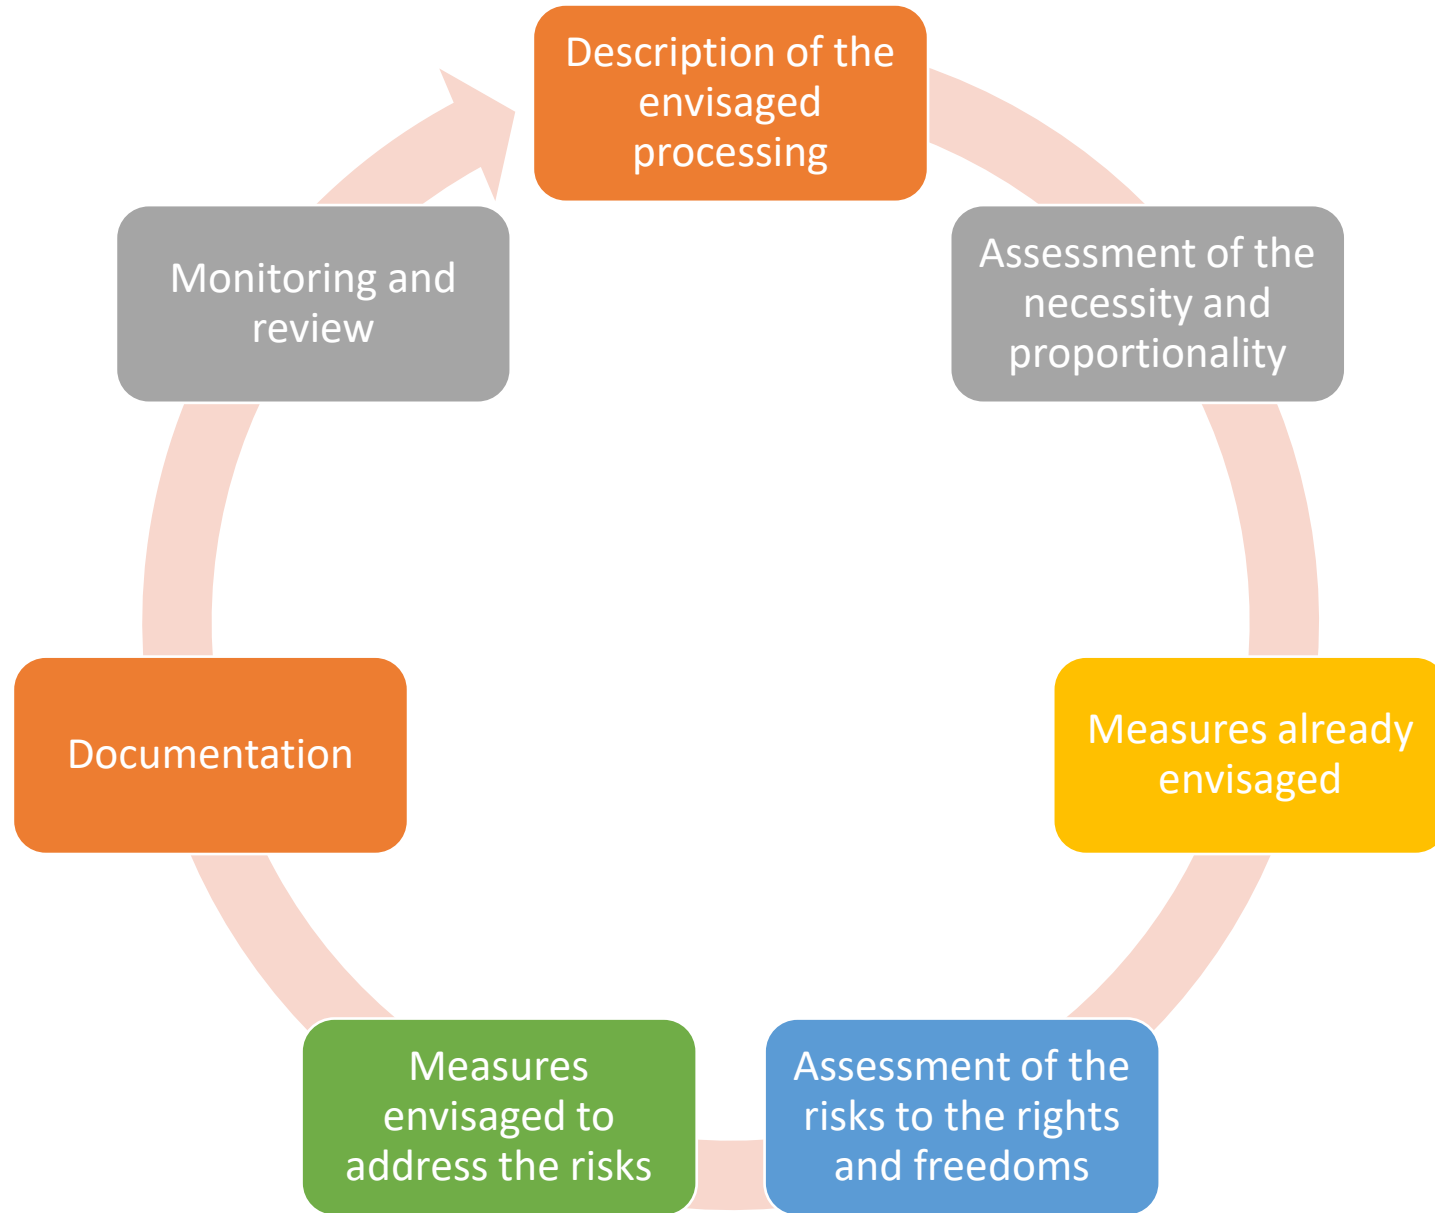 Description of the
envisaged
processing
Assessment of the
necessity and
proportionality
Measures already
envisaged
Assessment of the
risks to the rights
and freedoms
Measures
envisaged to
address the risks
Documentation
Monitoring and
review